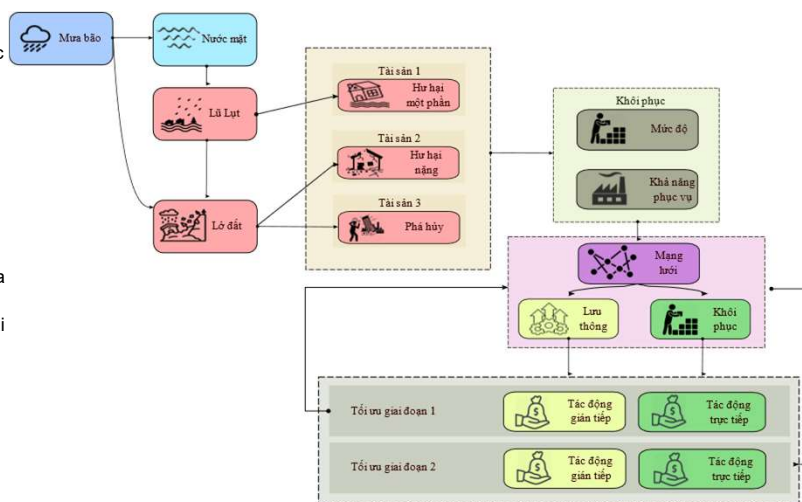 c
Mưa bão
Nước mặt
Lũ Lụt
Lở đất
Tài sản 1
Hư hại
một phần
Tài sản 2
Hư hại
nặng
Tài sản 3
Phá hủy
Khôi phục
Mức độ
Khả năng
phục vụ
a
i
Mạng
lưới
Lưu
thông
Khôi
phục
Tối ưu giai đoạn 1
Tác động
gián tiếp
Tác động
trực tiếp
Tối ưu giai đoạn 2
Tác động
gián tiếp
Tác động
trực tiếp